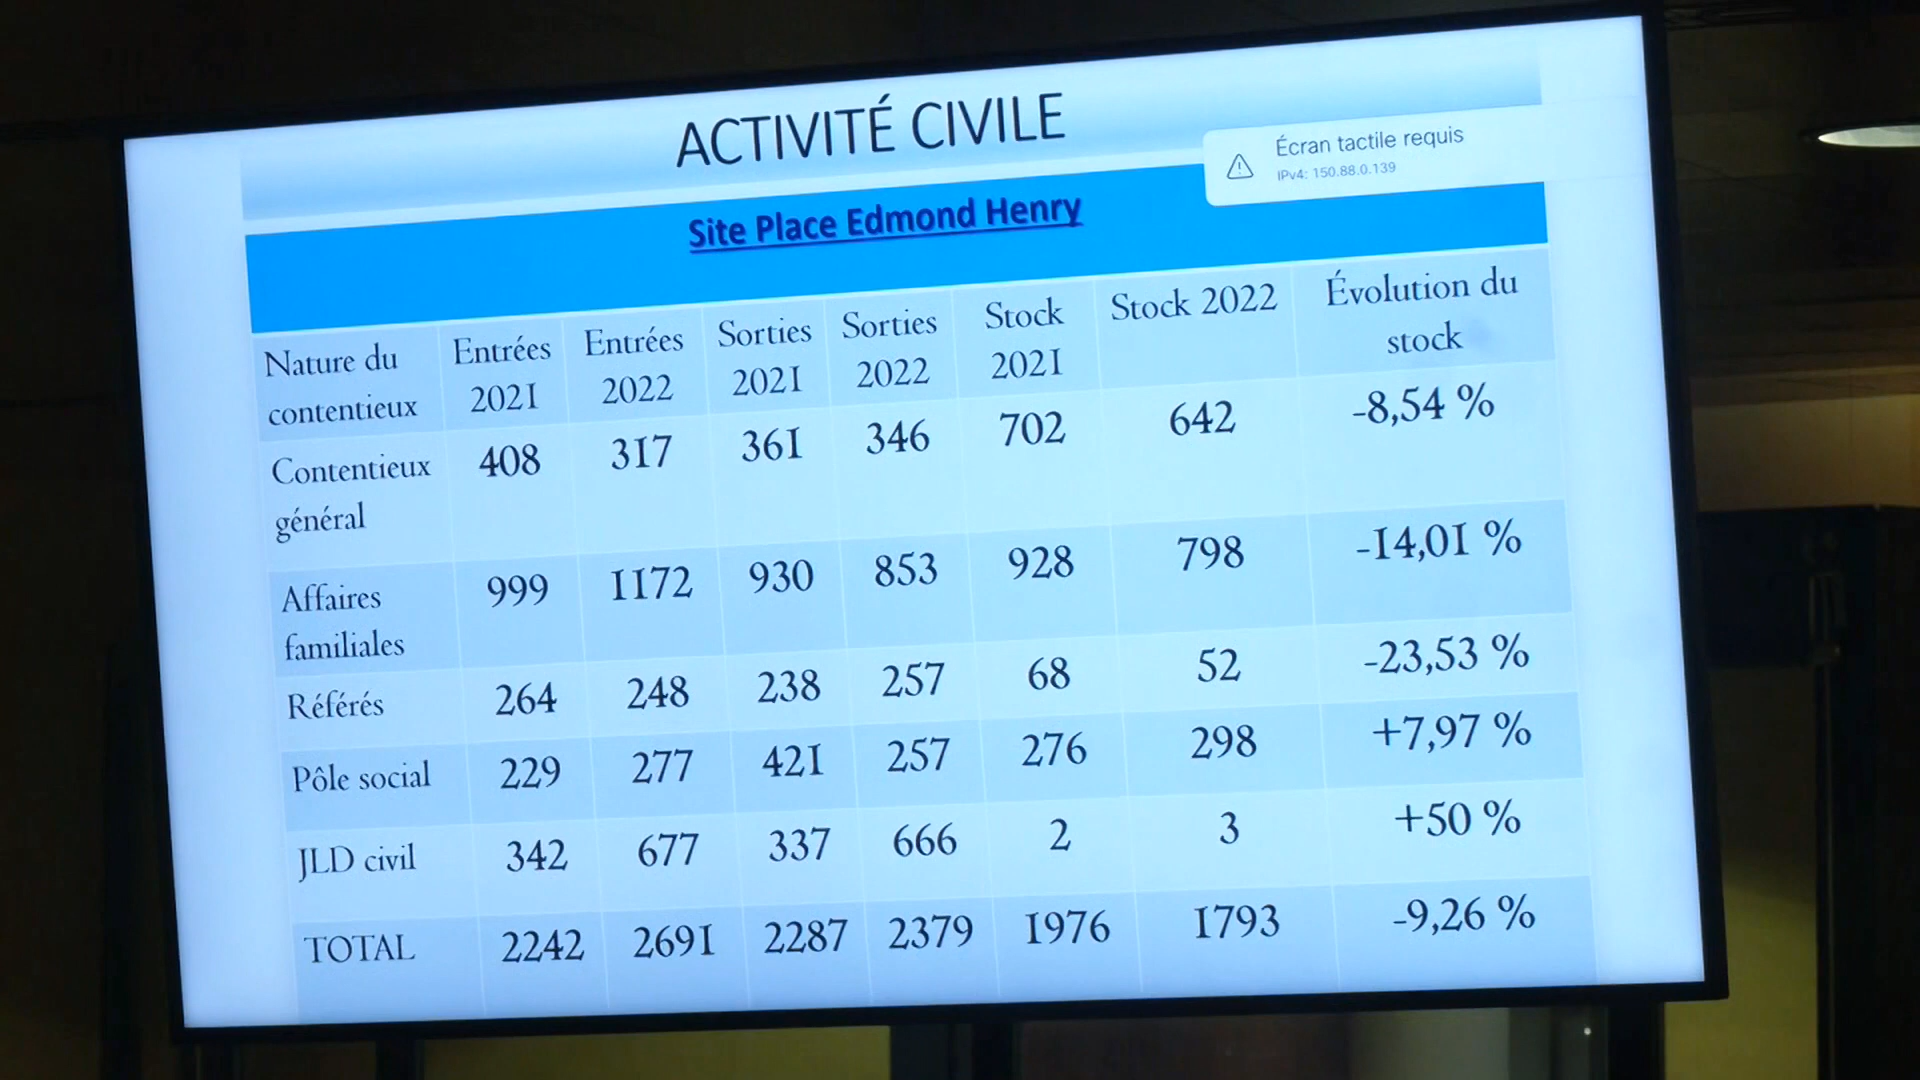 ACTIVITÉ CIVILE
Écran tactile requis
IPv4: 150.88.0.139
Site Place Edmond Henry
Nature du contentieux Entrées 2021 Entrées 2022 Sorties 2021 Sorties 2022 Stock 2021 Stock 2022 Évolution du stock
Contentieux général 408 317 361 346 702 642 -8,54 %
Affaires familiales 999 1172 930 853 928 798 -14,01 %
Référés 264 248 238 257 68 52 -23,53 %
Pôle social 229 277 421 257 276 298 +7,97 %
JLD civil 342 677 337 666 2 3 +50 %
TOTAL 2242 2691 2287 2379 1976 1793 -9,26 %